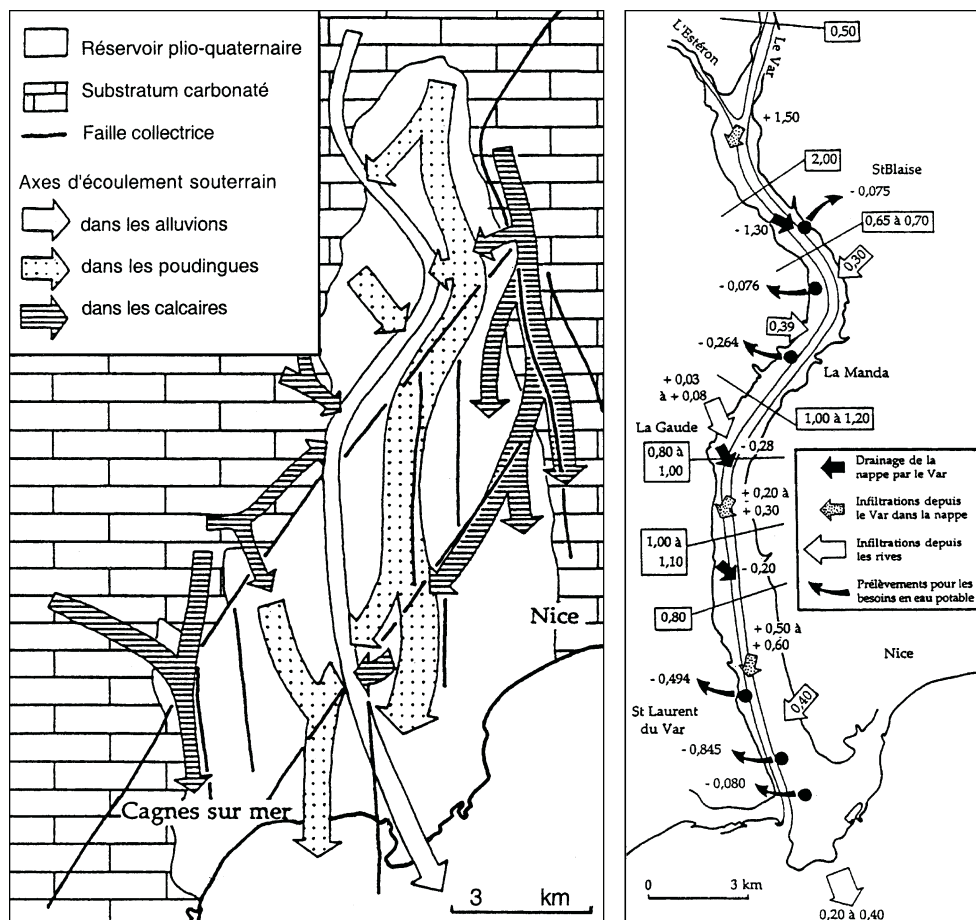 Réservoir plio-quaternaire
Substratum carbonaté
Faille collectrice
Axes d'écoulement souterrain
dans les alluvions
dans les poudingues
dans les calcaires
Nice
Cagnes sur mer
3 km
0,50
L'Estéron
Le Var
+ 1,50
2,00
St Blaise
- 0,075
- 1,30
0,65 à 0,70
0,30
- 0,076
0,39
- 0,264
La Manda
+ 0,03
à + 0,08
1,00 à 1,20
La Gaude
- 0,28
0,80 à
1,00
+ 0,20 à
+ 0,30
1,00 à
1,10
- 0,20
0,80
Drainage de la
nappe par le Var
Infiltrations depuis
le Var dans la nappe
Infiltrations depuis
les rives
Prélèvements pour les
besoins en eau potable
+ 0,50 à
+ 0,60
Nice
- 0,494
0,40
St Laurent
du Var
- 0,845
- 0,080
0 3 km
0,20 à 0,40